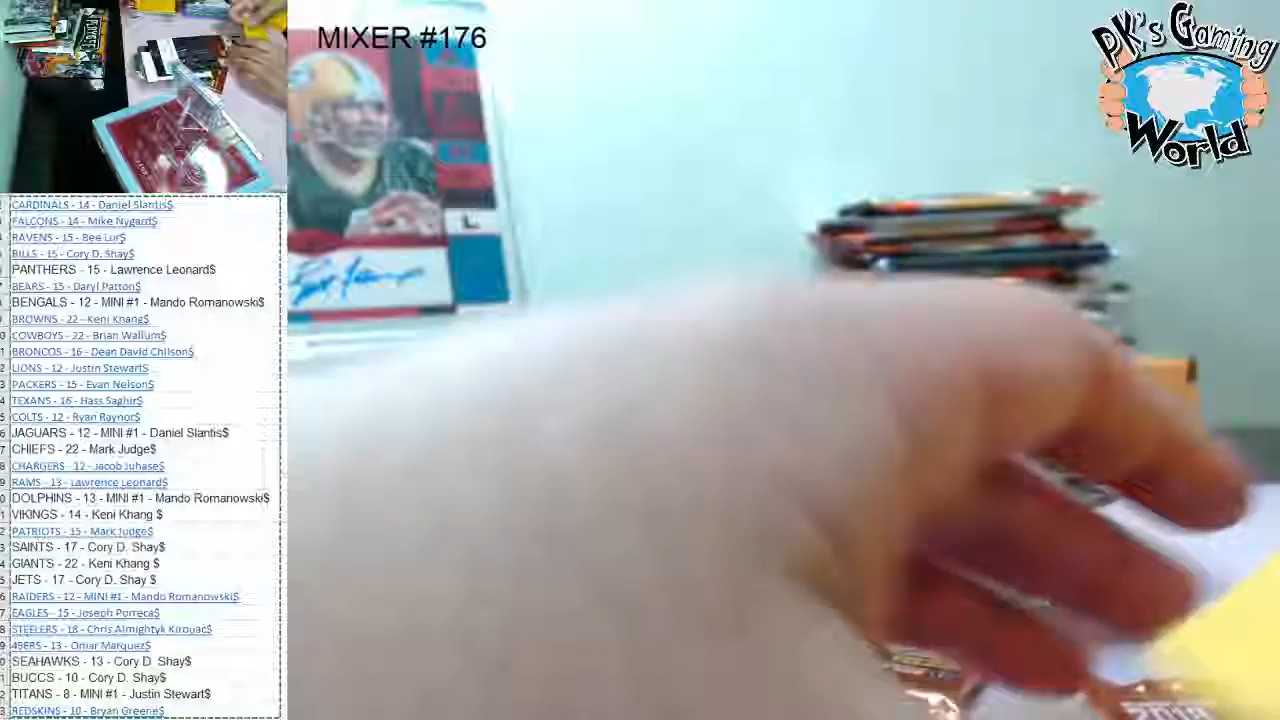 MIXER #176
PK's Gaming
World
CARDINALS - 14 - Daniel Slantis$
FALCONS - 14 - Mike Nygard$
RAVENS - 15 - Bee Lor$
BILLS - 15 - Cory D. Shay$
PANTHERS - 15 - Lawrence Leonard$
BEARS - 15 - Daryl Patton$
BENGALS - 12 - MINI #1 - Mando Romanowski$
BROWNS - 22 - Keni Khang$
COWBOYS - 22 - Brian Wallum$
BRONCOS - 16 - Dean David Chilson$
LIONS - 12 - Justin Stewart$
PACKERS - 15 - Evan Nelson$
TEXANS - 16 - Hass Saghir$
COLTS - 12 - Ryan Raynor$
JAGUARS - 12 - MINI #1 - Daniel Slantis$
CHIEFS - 22 - Mark Judge$
CHARGERS - 12 - Jacob Juhase$
RAMS - 13 - Lawrence Leonard$
DOLPHINS - 13 - MINI #1 - Mando Romanowski$
VIKINGS - 14 - Keni Khang $
PATRIOTS - 15 - Mark Judge$
SAINTS - 17 - Cory D. Shay$
GIANTS - 22 - Keni Khang $
JETS - 17 - Cory D. Shay $
RAIDERS - 12 - MINI #1 - Mando Romanowski$
EAGLES - 15 - Joseph Porreca$
STEELERS - 18 - Chris Almightyk Kirouac$
49ERS - 13 - Omar Marquez$
SEAHAWKS - 13 - Cory D Shay$
BUCCS - 10 - Cory D. Shay$
TITANS - 8 - MINI #1 - Justin Stewart$
REDSKINS - 10 - Bryan Greene$